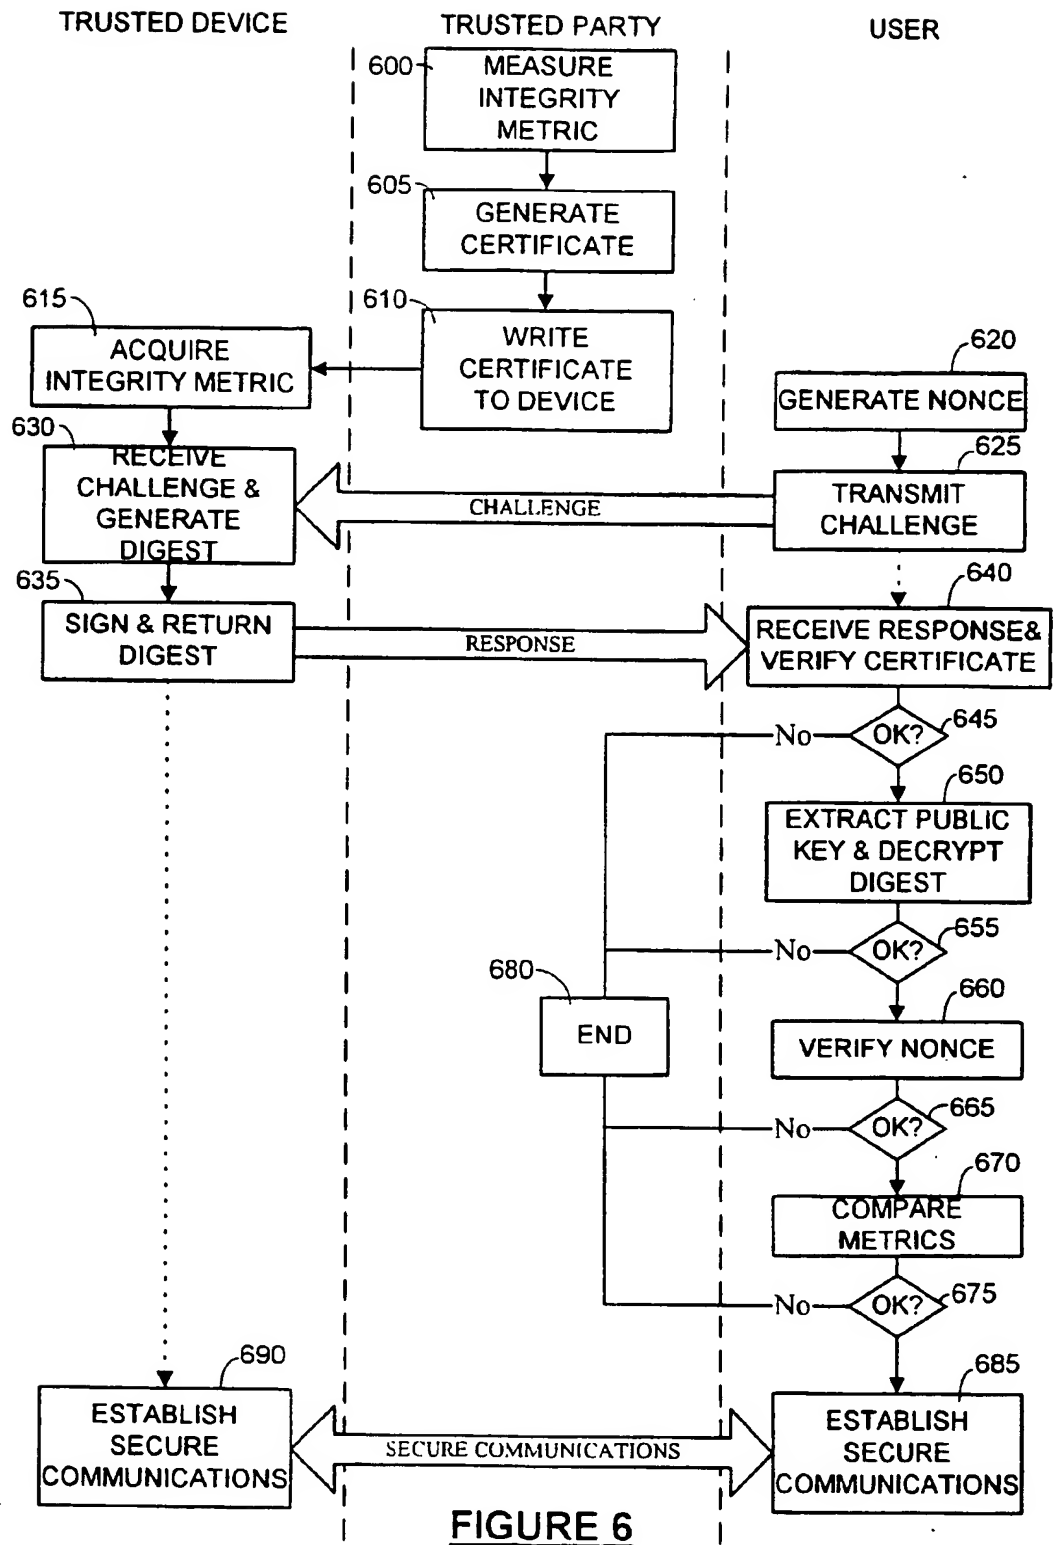 TRUSTED DEVICE
TRUSTED PARTY
USER
600
MEASURE
INTEGRITY
METRIC
605
GENERATE
CERTIFICATE
610
WRITE
CERTIFICATE
TO DEVICE
615
ACQUIRE
INTEGRITY METRIC
620
GENERATE NONCE
625
TRANSMIT
CHALLENGE
CHALLENGE
630
RECEIVE
CHALLENGE &
GENERATE
DIGEST
635
SIGN & RETURN
DIGEST
RESPONSE
640
RECEIVE RESPONSE&
VERIFY CERTIFICATE
645
OK?
No
650
EXTRACT PUBLIC
KEY & DECRYPT
DIGEST
655
OK?
No
680
END
660
VERIFY NONCE
665
OK?
No
670
COMPARE
METRICS
675
OK?
No
690
ESTABLISH
SECURE
COMMUNICATIONS
SECURE COMMUNICATIONS
685
ESTABLISH
SECURE
COMMUNICATIONS
FIGURE 6